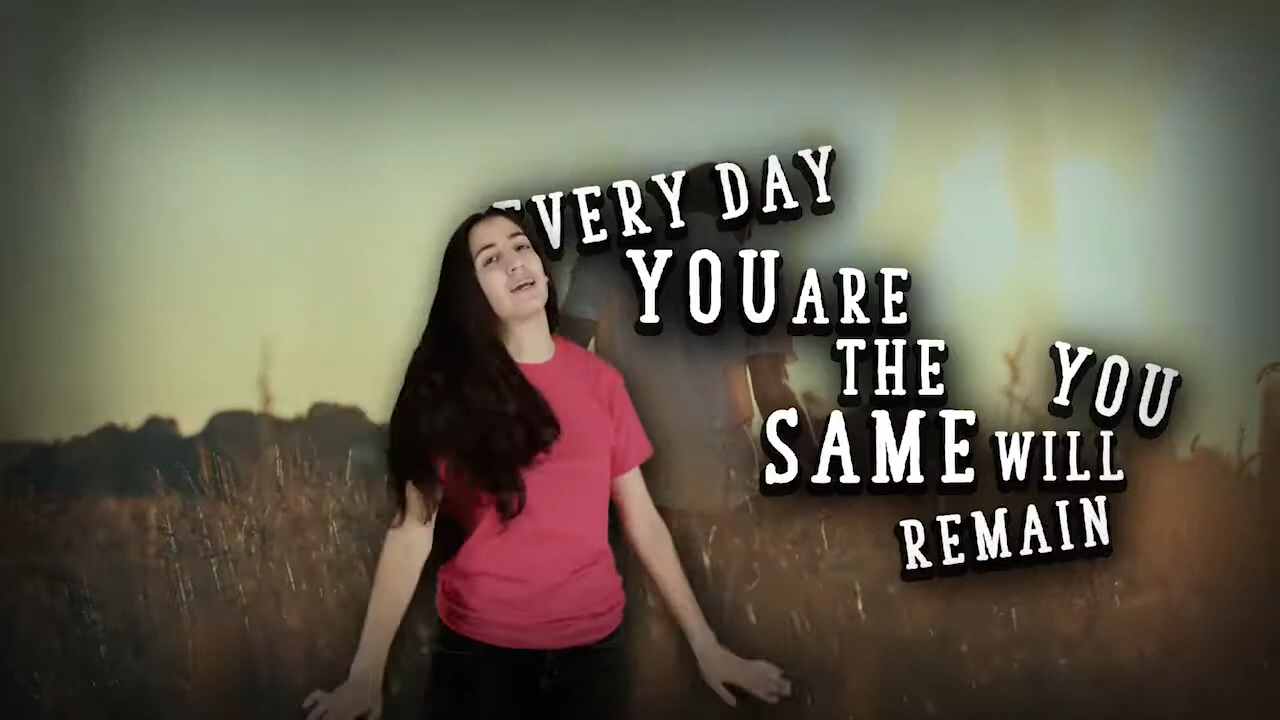 EVERY DAY
YOU ARE
THE
SAME
YOU
WILL
REMAIN